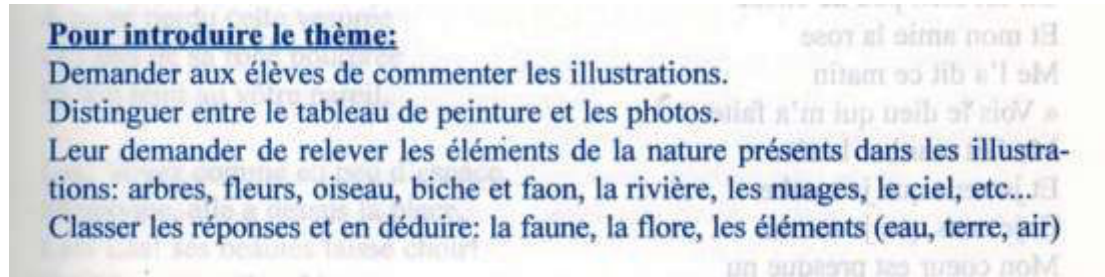 Pour introduire le thème:
Demander aux élèves de commenter les illustrations.
Distinguer entre le tableau de peinture et les photos.
Leur demander de relever les éléments de la nature présents dans les illustra-
tions: arbres, fleurs, oiseau, biche et faon, la rivière, les nuages, le ciel, etc...
Classer les réponses et en déduire: la faune, la flore, les éléments (eau, terre, air)